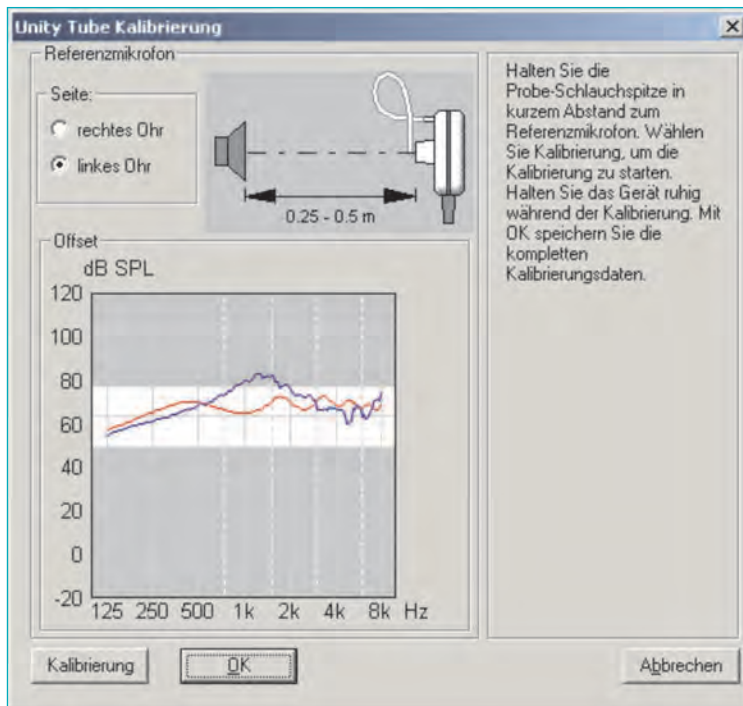 Unity Tube Kalibrierung
Referenzmikrofon
Seite:
rechtes Ohr
linkes Ohr
0.25 - 0.5 m
Halten Sie die
Probe-Schlauchspitze in
kurzem Abstand zum
Referenzmikrofon. Wählen
Sie Kalibrierung, um die
Kalibrierung zu starten.
Halten Sie das Gerät ruhig
während der Kalibrierung. Mit
OK speichern Sie die
kompletten
Kalibrierungsdaten.
Offset
dB SPL
120
100
80
60
40
20
0
-20
125 250 500 1k 2k 4k 8k Hz
Kalibrierung
OK
Abbrechen